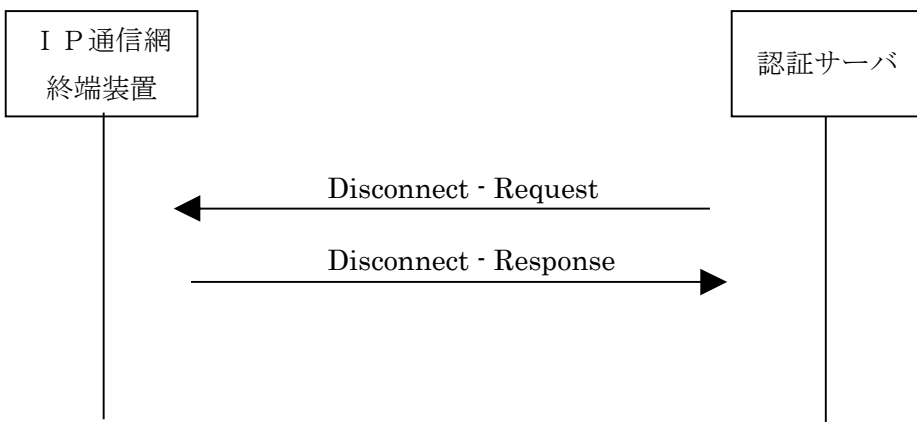 ＩＰ通信網
終端装置
認証サーバ
Disconnect - Request
Disconnect - Response